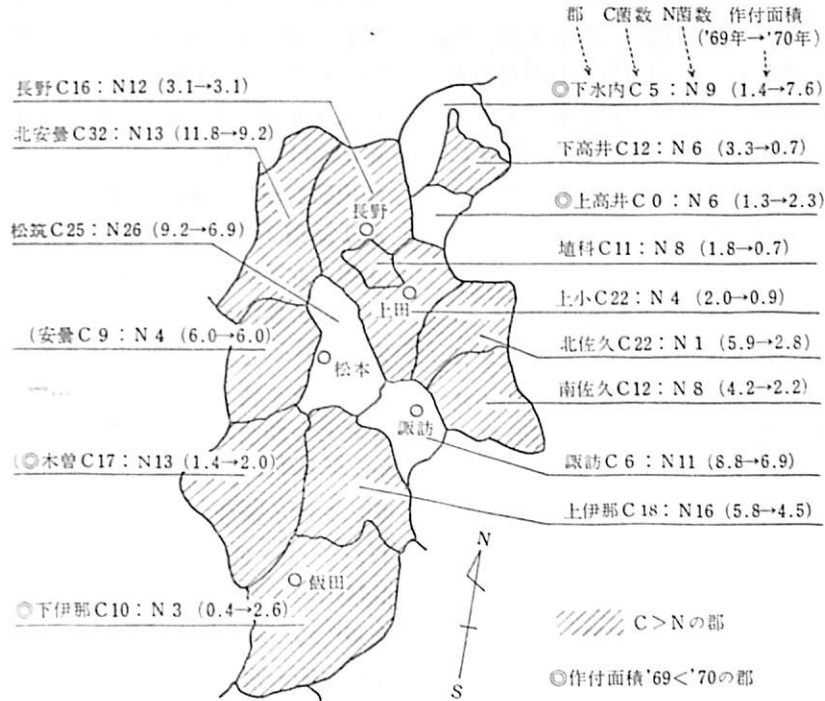 郡 C菌数 N菌数 作付面積
('69年→'70年)
長野C16:N12 (3.1→3.1)
北安曇C32:N13 (11.8→9.2)
松筑C25:N26 (9.2→6.9)
(安曇C9:N4 (6.0→6.0)
(◎木曽C17:N13 (1.4→2.0)
◎下伊那C10:N3 (0.4→2.6)
◎下水内C5:N9 (1.4→7.6)
下高井C12:N6 (3.3→0.7)
◎上高井C0:N6 (1.3→2.3)
埴科C11:N8 (1.8→0.7)
上小C22:N4 (2.0→0.9)
北佐久C22:N1 (5.9→2.8)
南佐久C12:N8 (4.2→2.2)
諏訪C6:N11 (8.8→6.9)
上伊那C18:N16 (5.8→4.5)
長野
上田
松本
諏訪
飯田
N
S
C>Nの郡
◎作付面積'69<'70の郡